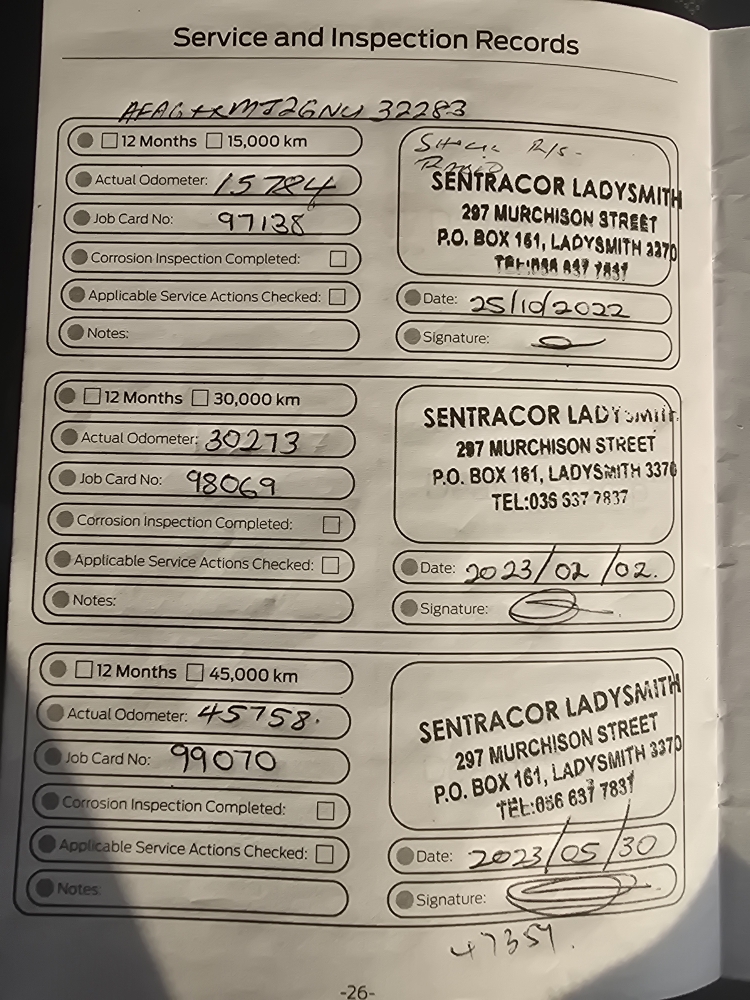 Service and Inspection Records
12 Months 15,000 km
Actual Odometer: 15784
Job Card No: 97138
Corrosion Inspection Completed:
Applicable Service Actions Checked:
Notes:
SENTRACOR LADYSMITH
297 MURCHISON STREET
P.O. BOX 161, LADYSMITH 3370
TEL:036 637 7837
Date: 25/10/2022
Signature:
12 Months 30,000 km
Actual Odometer: 30273
Job Card No: 98069
Corrosion Inspection Completed:
Applicable Service Actions Checked:
Notes:
SENTRACOR LADYSMITH
297 MURCHISON STREET
P.O. BOX 161, LADYSMITH 3370
TEL:036 637 7837
Date: 2023/02/02.
Signature:
12 Months 45,000 km
Actual Odometer: 45758.
Job Card No: 99070
Corrosion Inspection Completed:
Applicable Service Actions Checked:
Notes:
SENTRACOR LADYSMITH
297 MURCHISON STREET
P.O. BOX 161, LADYSMITH 3370
TEL:036 637 7837
Date: 2023/05/30
Signature:
47359.
-26-